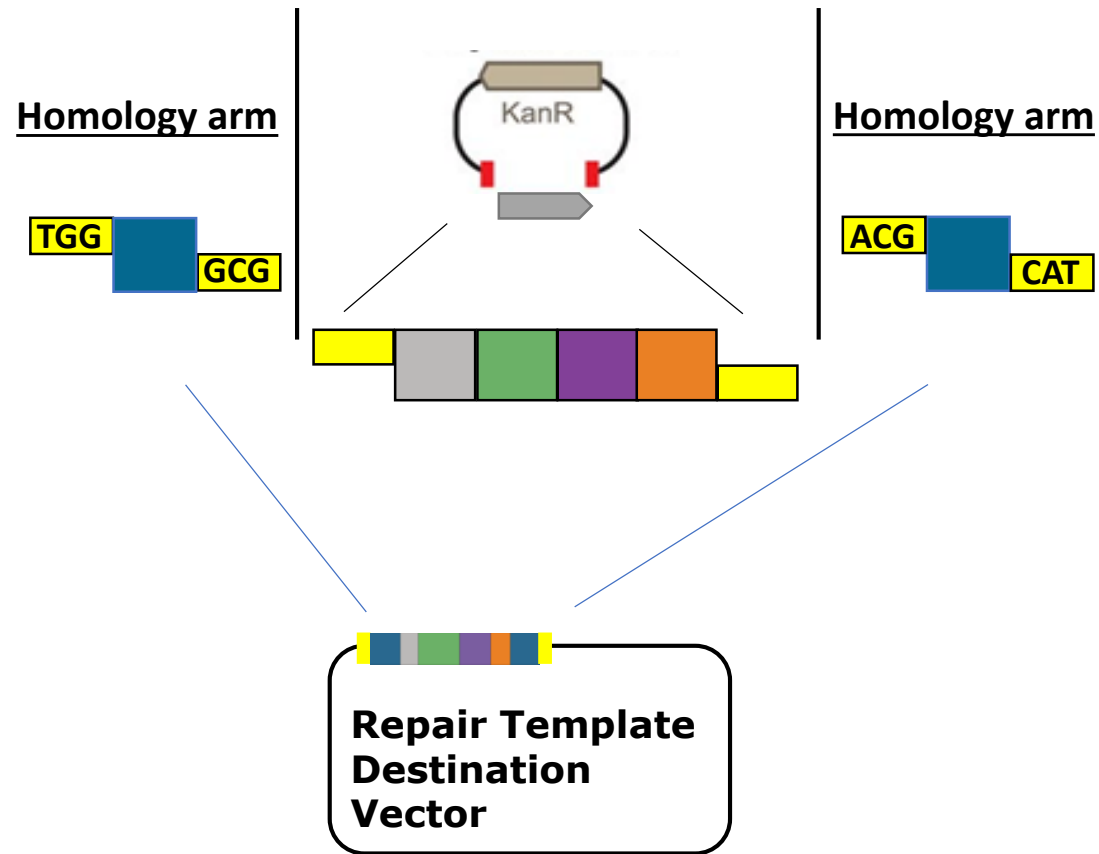 KanR
Homology arm
Homology arm
TGG
GCG
ACG
CAT
Repair Template
Destination
Vector